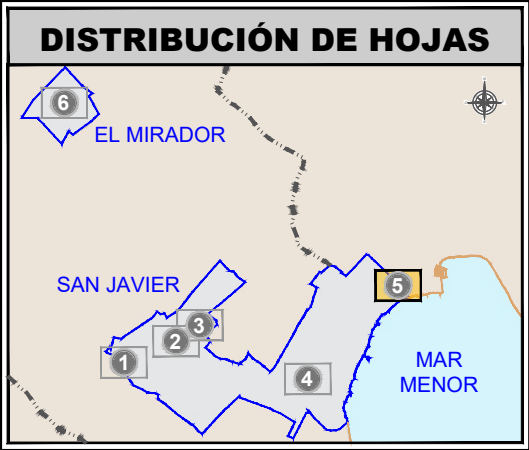 DISTRIBUCIÓN DE HOJAS
6
EL MIRADOR
SAN JAVIER
5
3
2
1
4
MAR
MENOR